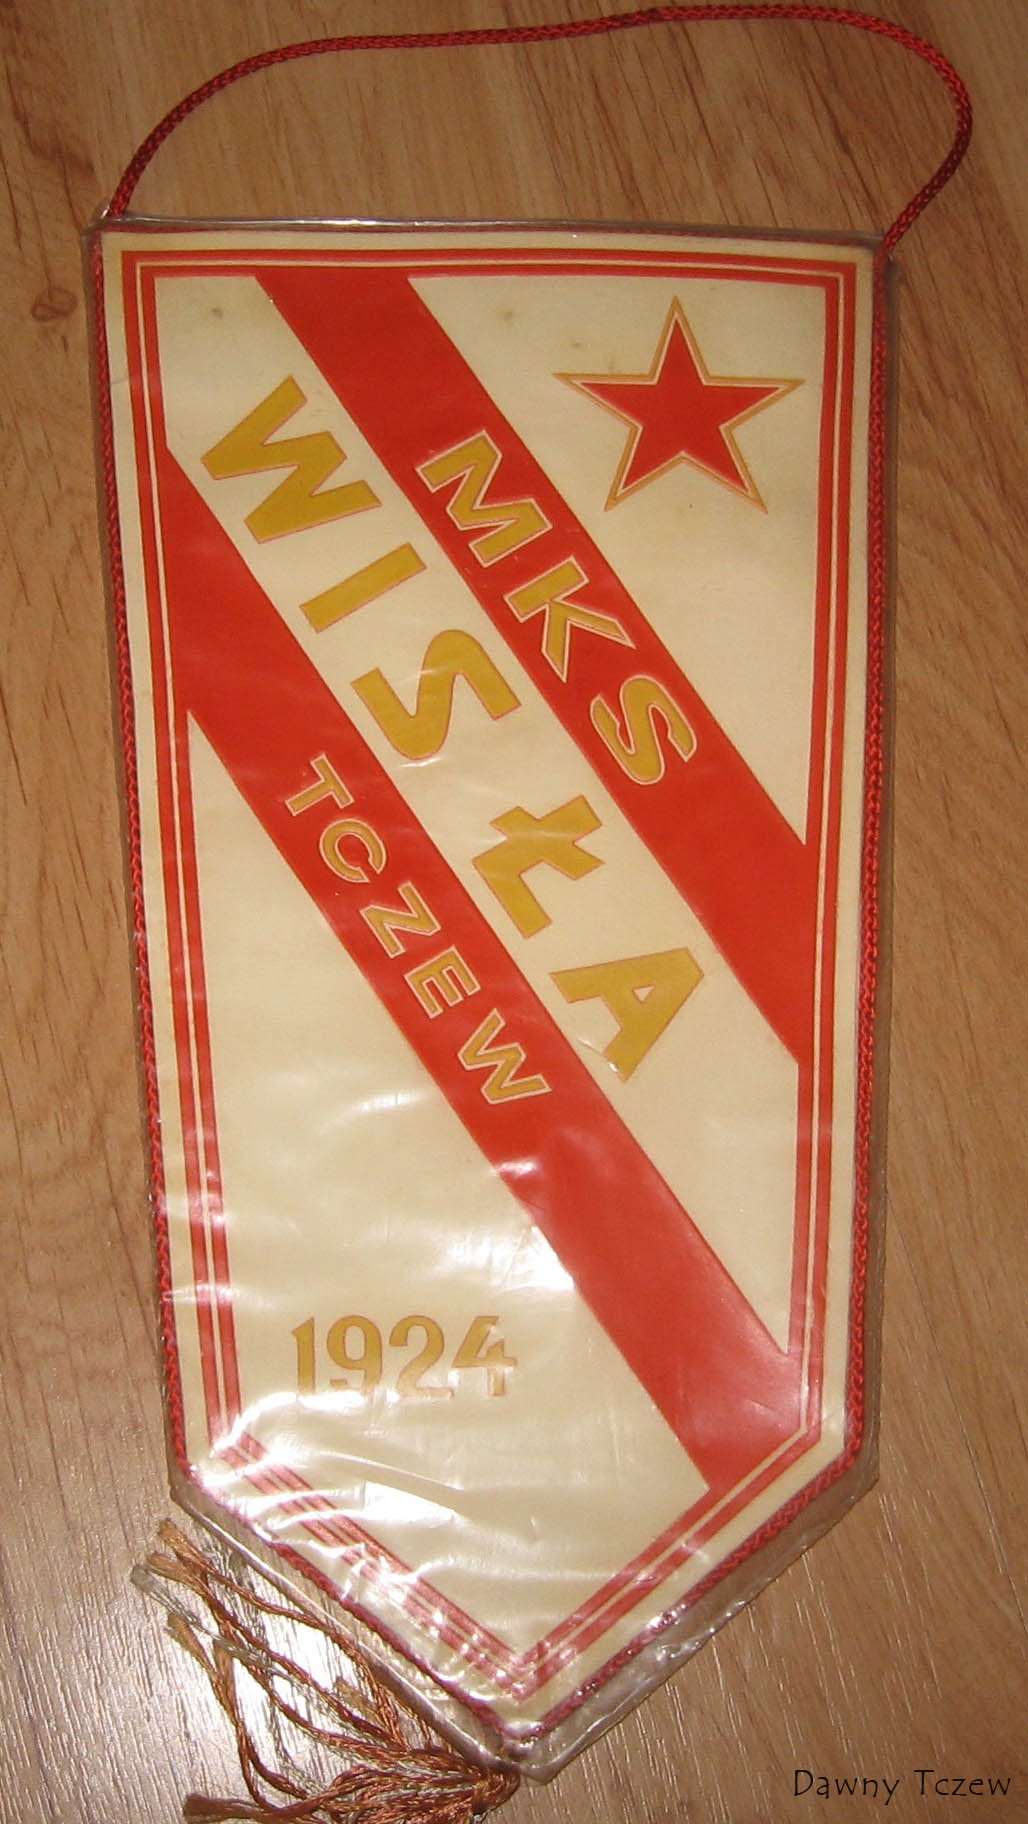 MKS
WISŁA
TCZEW
1924
Dawny Tczew